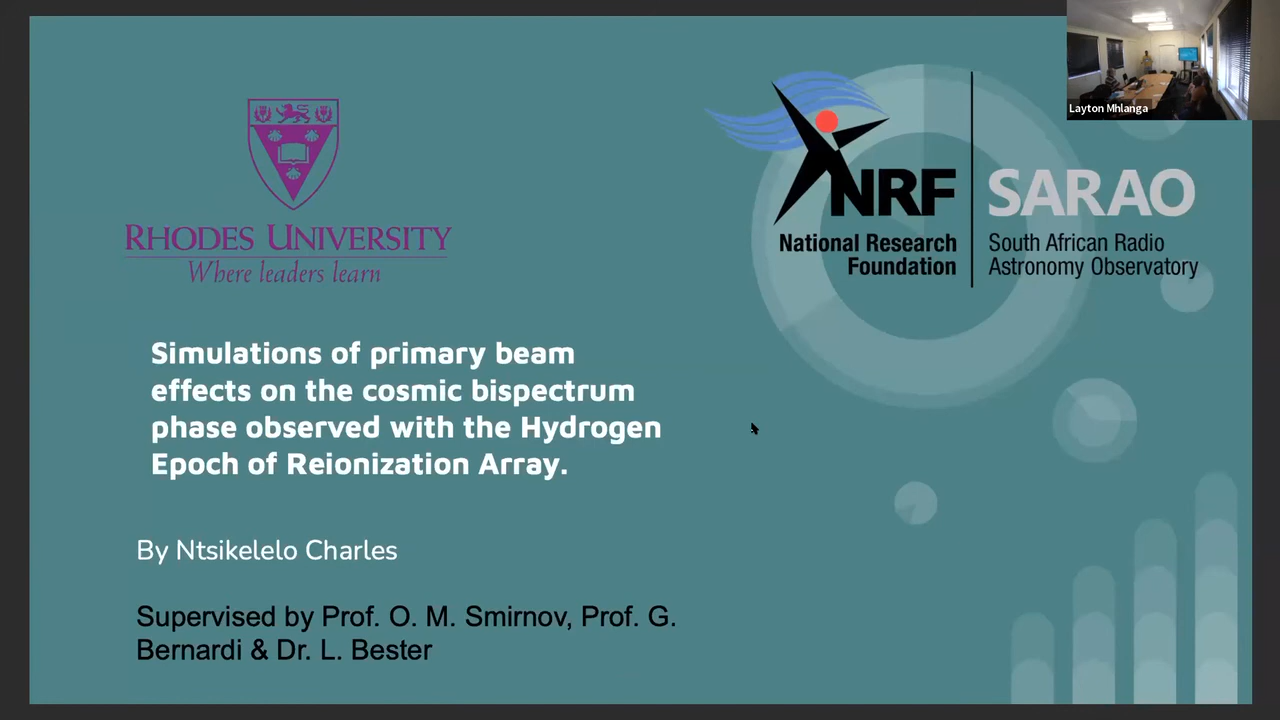 RHODES UNIVERSITY
Where leaders learn
NRF
National Research
Foundation
SARAO
South African Radio
Astronomy Observatory
Layton Mhlanga
Simulations of primary beam
effects on the cosmic bispectrum
phase observed with the Hydrogen
Epoch of Reionization Array.
By Ntsikelelo Charles
Supervised by Prof. O. M. Smirnov, Prof. G.
Bernardi & Dr. L. Bester